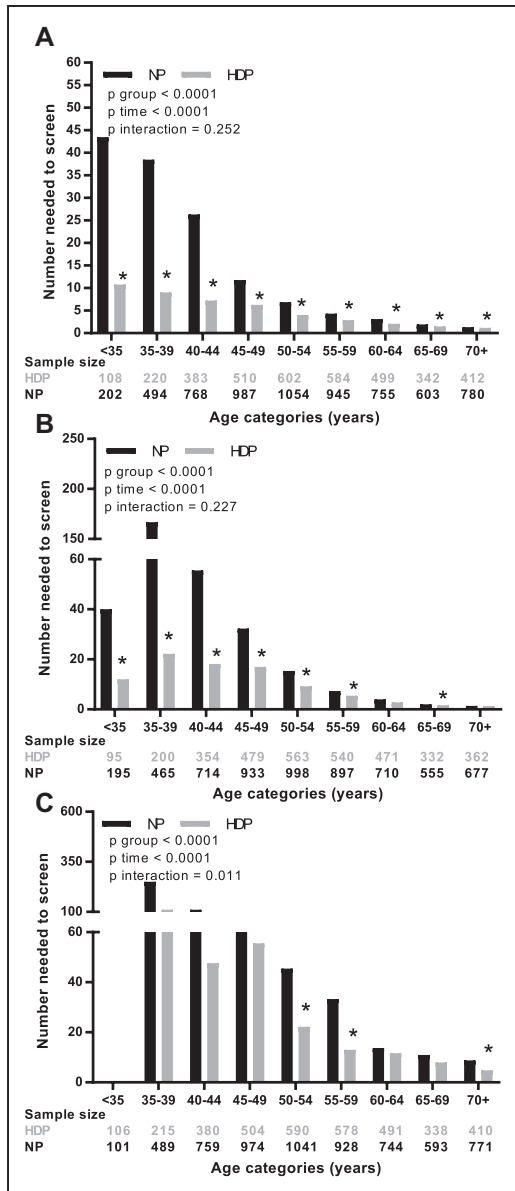 A
NP HDP
p group < 0.0001
p time < 0.0001
p interaction = 0.252
Number needed to screen
60
55
50
45
40
35
30
25
20
15
10
5
0
* * * * * * * * *
<35 35-39 40-44 45-49 50-54 55-59 60-64 65-69 70+
Sample size
HDP 108 220 383 510 602 584 499 342 412
NP 202 494 768 987 1054 945 755 603 780
Age categories (years)
B
NP HDP
p group < 0.0001
p time < 0.0001
p interaction = 0.227
Number needed to screen
250
200
150
60
40
20
0
* * * * * * *
<35 35-39 40-44 45-49 50-54 55-59 60-64 65-69 70+
Sample size
HDP 95 200 354 479 563 540 471 332 362
NP 195 465 714 933 998 897 710 555 677
Age categories (years)
C
NP HDP
p group < 0.0001
p time < 0.0001
p interaction = 0.011
Number needed to screen
600
350
100
60
40
20
0
* * *
<35 35-39 40-44 45-49 50-54 55-59 60-64 65-69 70+
Sample size
HDP 106 215 380 504 590 578 491 338 410
NP 101 489 759 974 1041 928 744 593 771
Age categories (years)